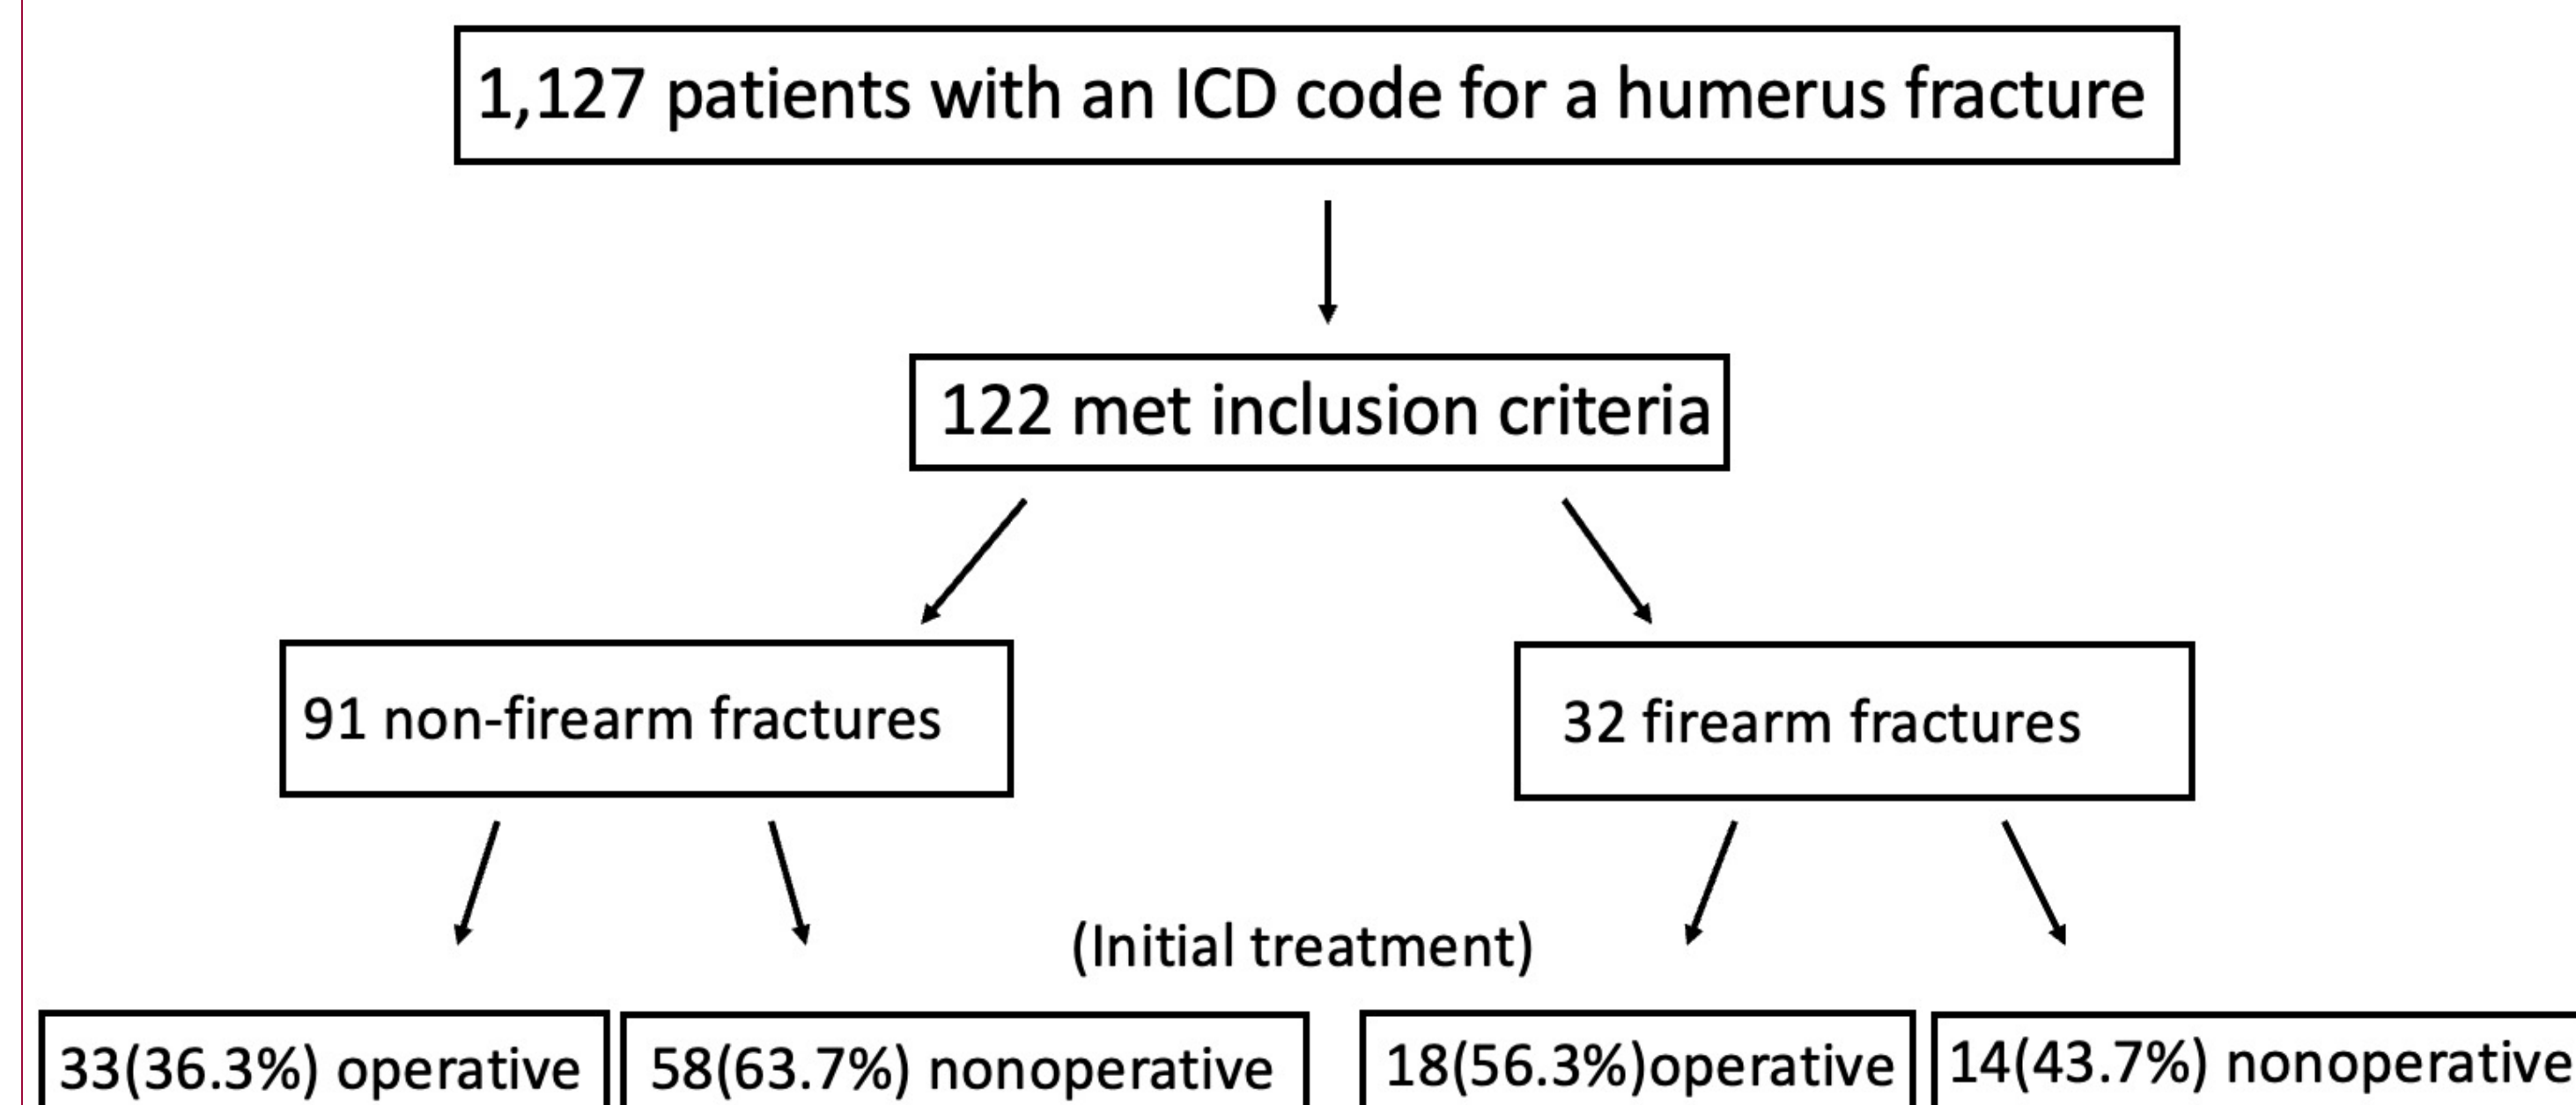 1,127 patients with an ICD code for a humerus fracture
122 met inclusion criteria
91 non-firearm fractures
32 firearm fractures
(Initial treatment)
33(36.3%) operative
58(63.7%) nonoperative
18(56.3%)operative
14(43.7%) nonoperative